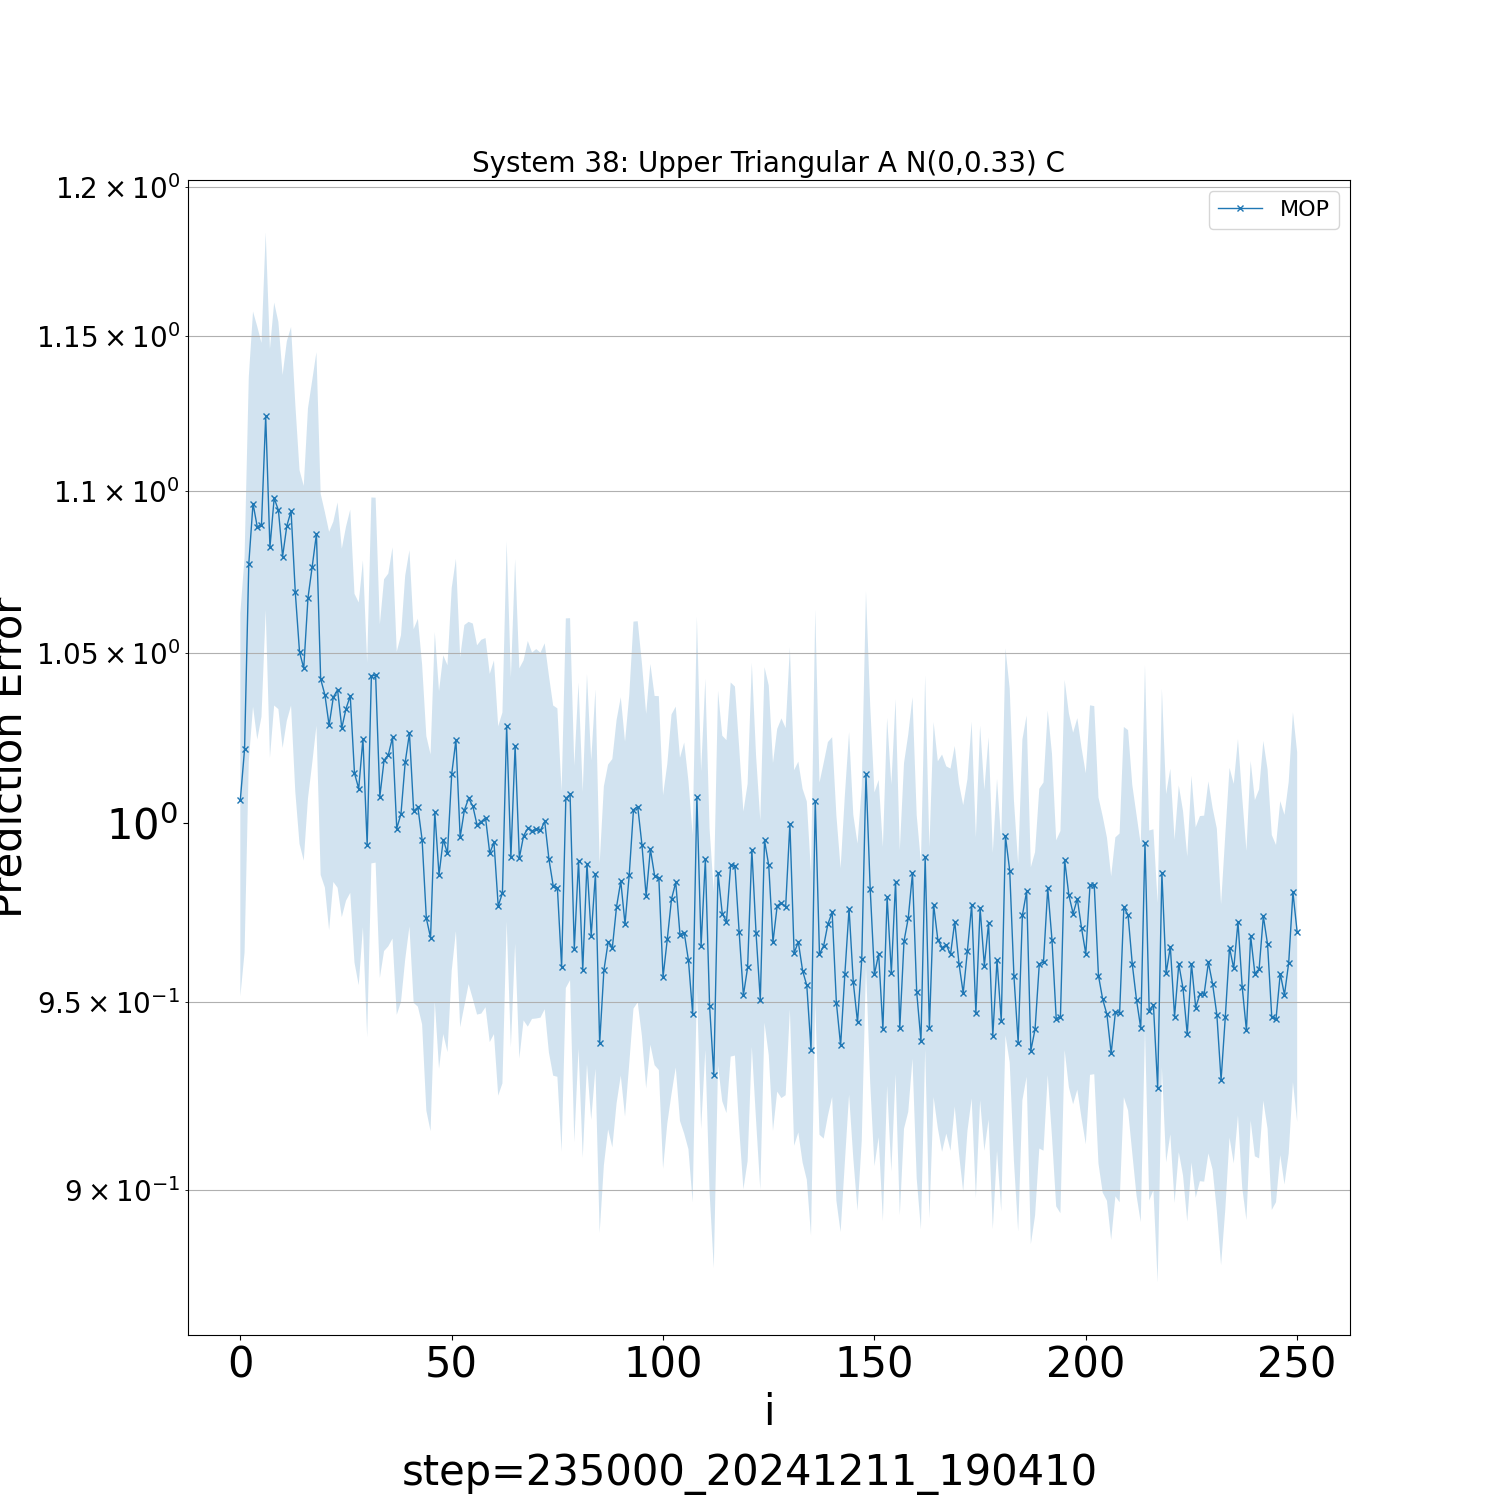 System 38: Upper Triangular A N(0,0.33) C
MOP
1.2 × 10⁰
1.15 × 10⁰
1.1 × 10⁰
1.05 × 10⁰
10⁰
9.5 × 10⁻¹
9 × 10⁻¹
Prediction Error
0 50 100 150 200 250
i
step=235000_20241211_190410